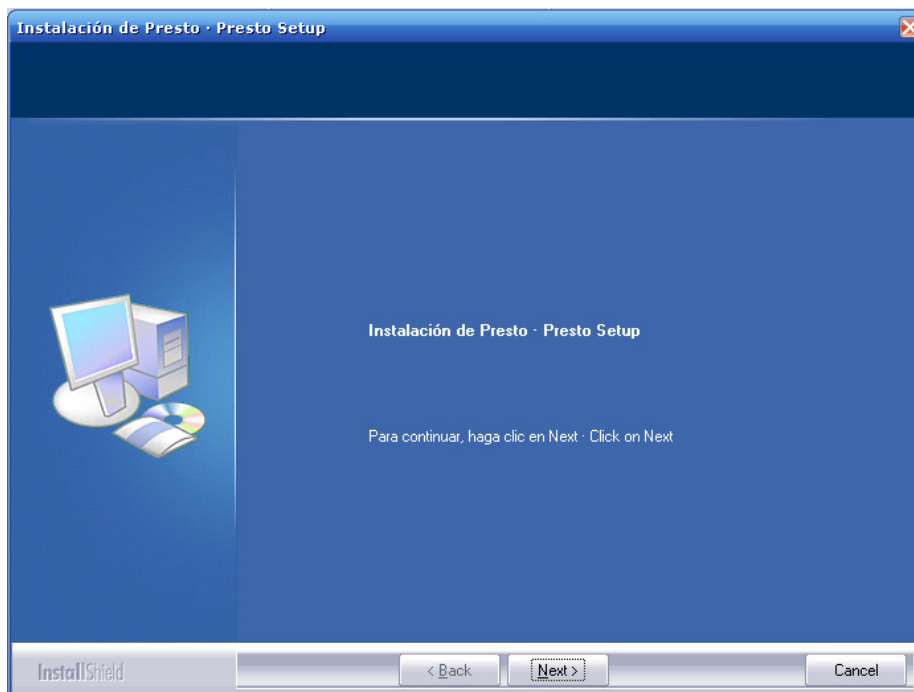 Instalación de Presto · Presto Setup
Instalación de Presto · Presto Setup
Para continuar, haga clic en Next · Click on Next
InstallShield
< Back
Next >
Cancel